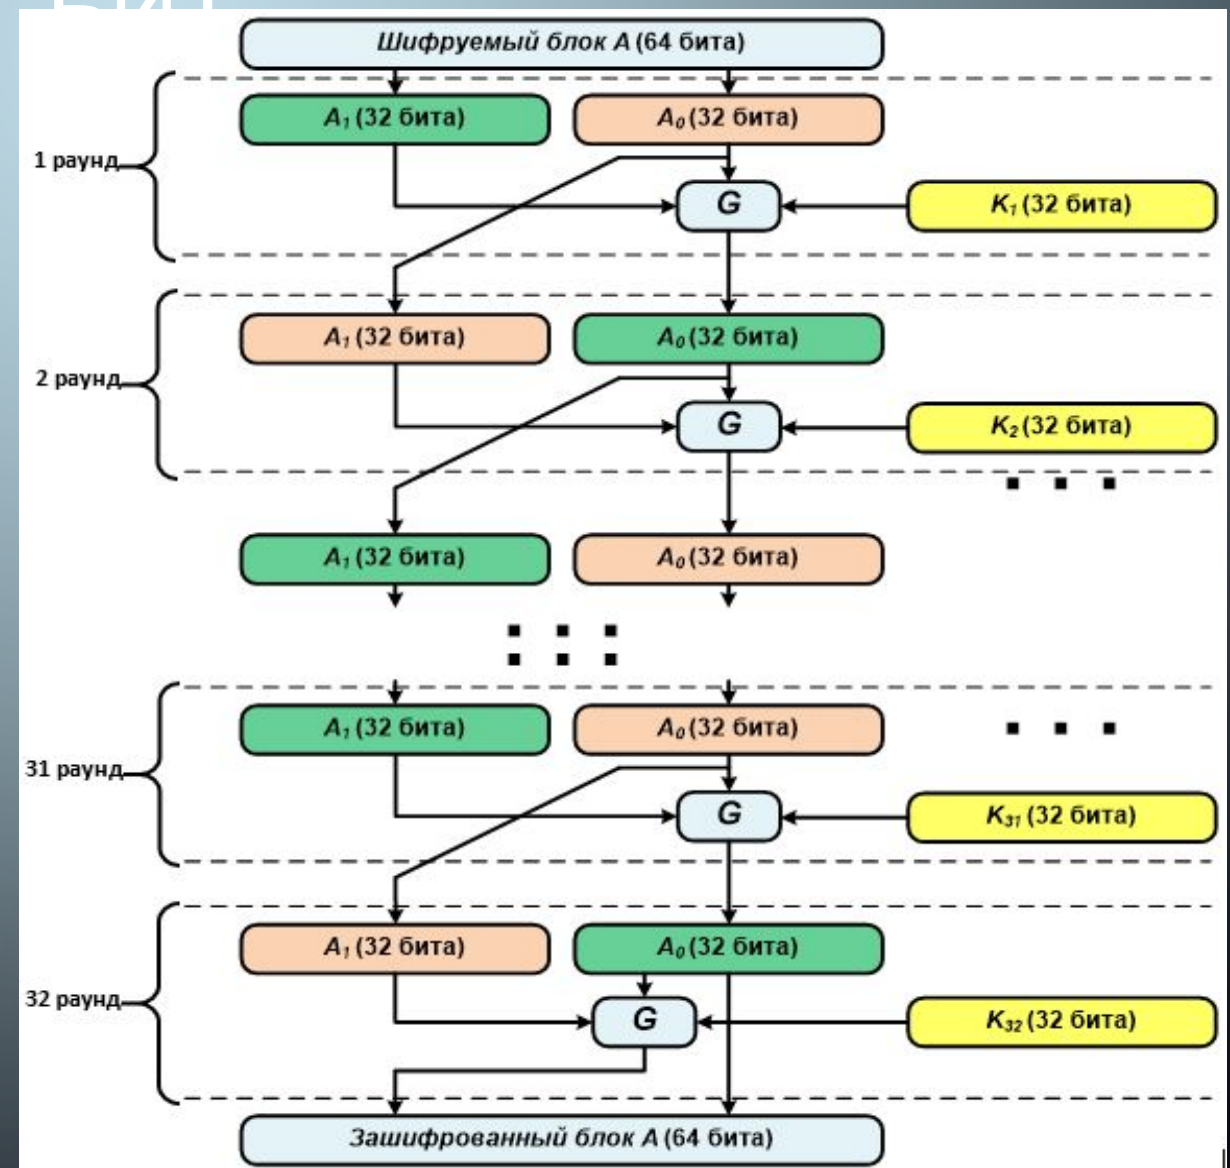 Шифруемый блок A (64 бита)
A₁ (32 бита) A₀ (32 бита)
1 раунд
G K₁ (32 бита)
A₁ (32 бита) A₀ (32 бита)
2 раунд
G K₂ (32 бита)
. . .
A₁ (32 бита) A₀ (32 бита)
. . .
. . .
A₁ (32 бита) A₀ (32 бита) . . .
31 раунд
G K₃₁ (32 бита)
A₁ (32 бита) A₀ (32 бита)
32 раунд
G K₃₂ (32 бита)
Зашифрованный блок A (64 бита)